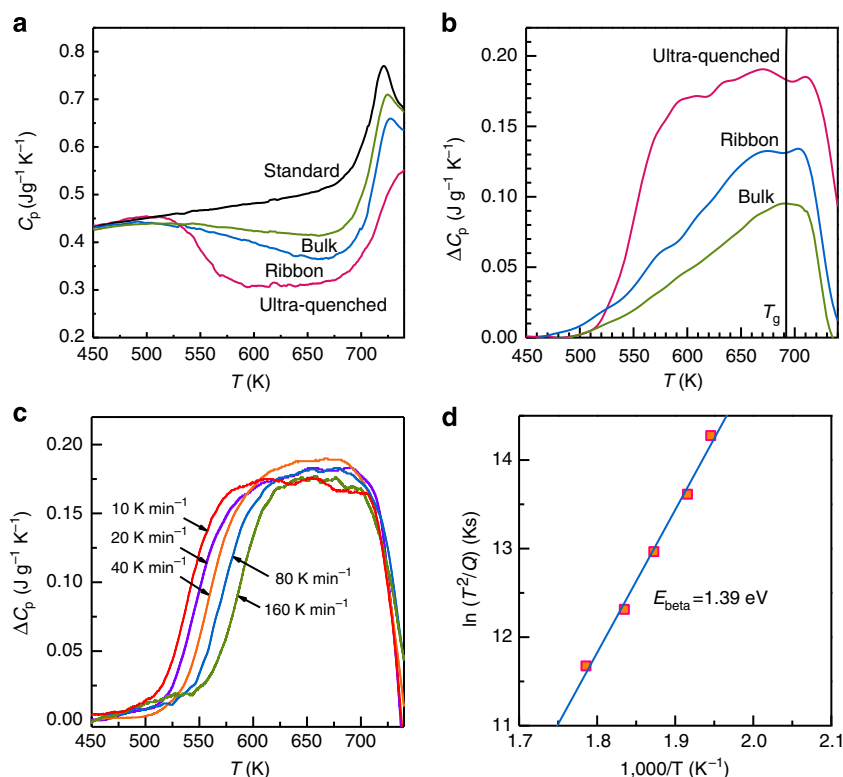 a
0.8
0.7
0.6
0.5
0.4
0.3
0.2
C_p (Jg⁻¹ K⁻¹)
Standard
Bulk
Ribbon
Ultra-quenched
450 500 550 600 650 700
T (K)
b
0.20
0.15
0.10
0.05
0.00
ΔC_p (J g⁻¹ K⁻¹)
Ultra-quenched
Ribbon
Bulk
T_g
450 500 550 600 650 700
T (K)
c
0.20
0.15
0.10
0.05
0.00
ΔC_p (J g⁻¹ K⁻¹)
10 K min⁻¹
20 K min⁻¹
40 K min⁻¹
80 K min⁻¹
160 K min⁻¹
450 500 550 600 650 700
T (K)
d
15
14
13
12
11
ln (T²/Q) (Ks)
E_beta=1.39 eV
1.7 1.8 1.9 2.0 2.1
1,000/T (K⁻¹)